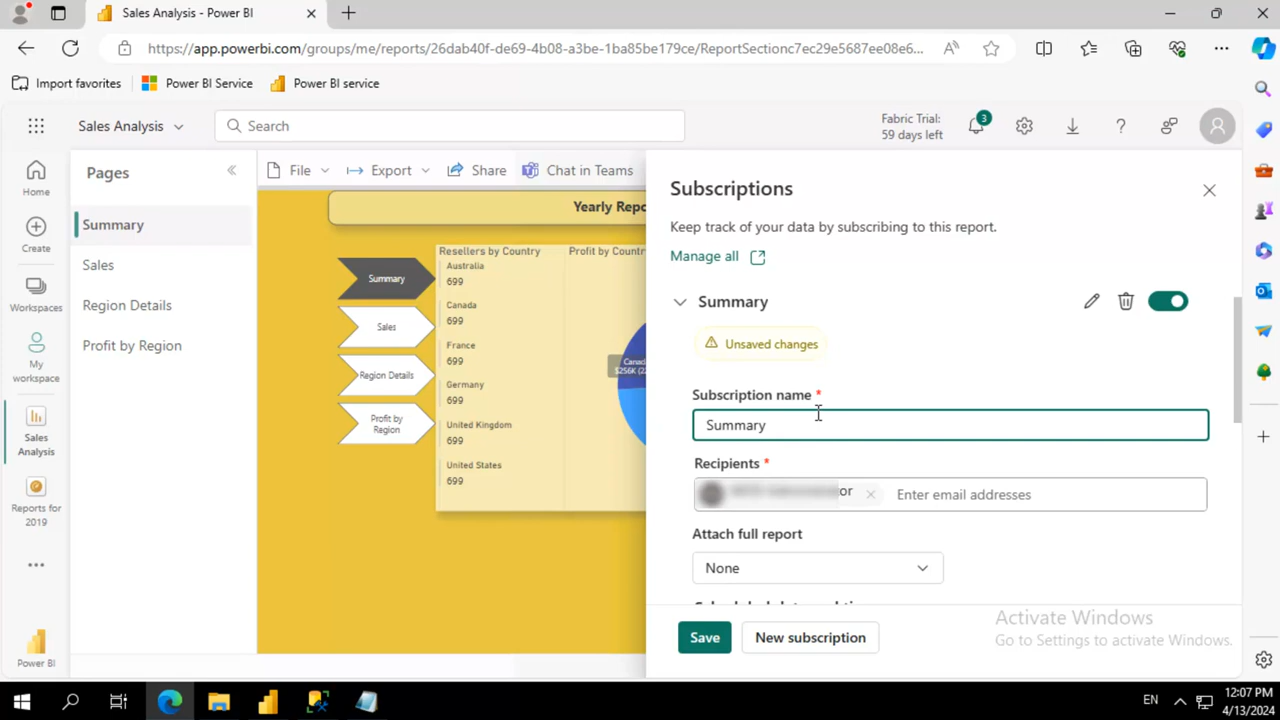 Sales Analysis - Power BI
https://app.powerbi.com/groups/me/reports/26dab40f-de69-4b08-a3be-1ba85be179ce/ReportSectionc7ec29e5687ee08e6...
Import favorites
Power BI Service
Power BI service
Sales Analysis
Search
Fabric Trial:
59 days left
3
Home
Create
Workspaces
My
workspace
Sales
Analysis
Reports for
2019
Power BI
Pages
Summary
Sales
Region Details
Profit by Region
File
Export
Share
Chat in Teams
Yearly Repo
Summary
Sales
Region Details
Profit by
Region
Resellers by Country
Australia
699
Canada
699
France
699
Germany
699
United Kingdom
699
United States
699
Profit by Countr
Canad
$256K (22
Subscriptions
Keep track of your data by subscribing to this report.
Manage all
Summary
Unsaved changes
Subscription name *
Summary
Recipients *
or
Enter email addresses
Attach full report
None
Save
New subscription
Activate Windows
Go to Settings to activate Windows.
EN
12:07 PM
4/13/2024